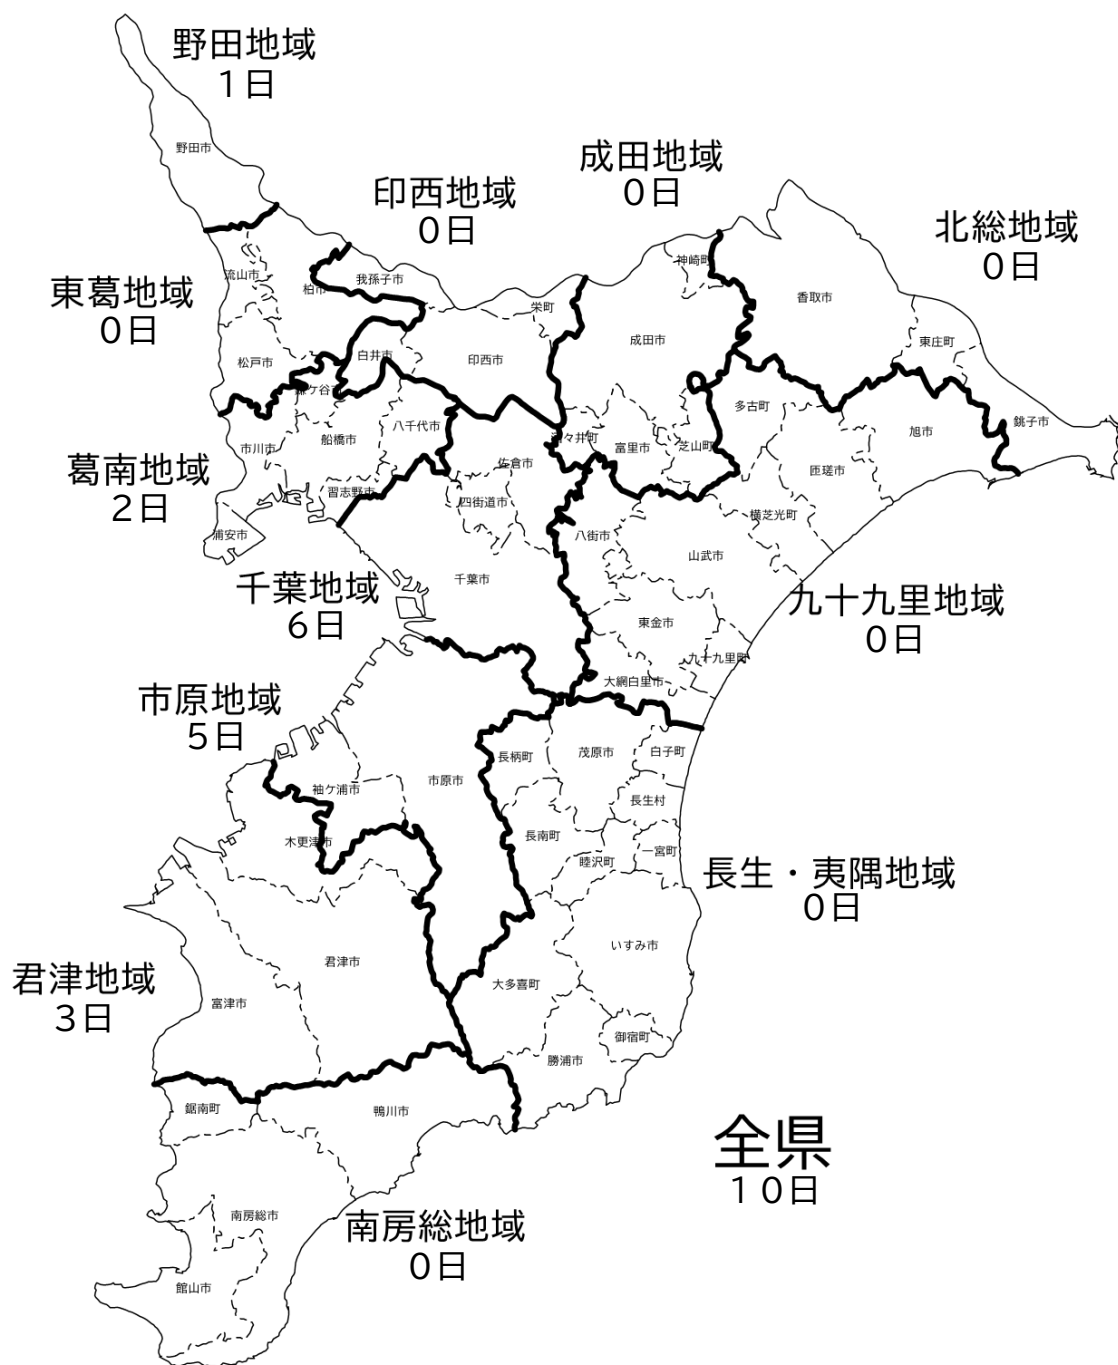 野田地域
1日
野田市
成田地域
0日
印西地域
0日
北総地域
0日
神崎町
流山市
柏市
我孫子市
香取市
東葛地域
0日
栄町
成田市
東庄町
松戸市
白井市
印西市
多古町
銚子市
旭市
八千代市
船橋市
市川市
富里市
芝山町
葛南地域
2日
佐倉市
匝瑳市
習志野市
四街道市
横芝光町
浦安市
八街市
山武市
千葉市
千葉地域
6日
九十九里地域
0日
東金市
九十九里町
大網白里市
市原地域
5日
長柄町
茂原市
白子町
袖ケ浦市
市原市
長生村
木更津市
長南町
睦沢町
一宮町
長生・夷隅地域
0日
いすみ市
君津市
君津地域
3日
富津市
大多喜町
御宿町
勝浦市
鋸南町
鴨川市
全県
10日
南房総市
南房総地域
0日
館山市